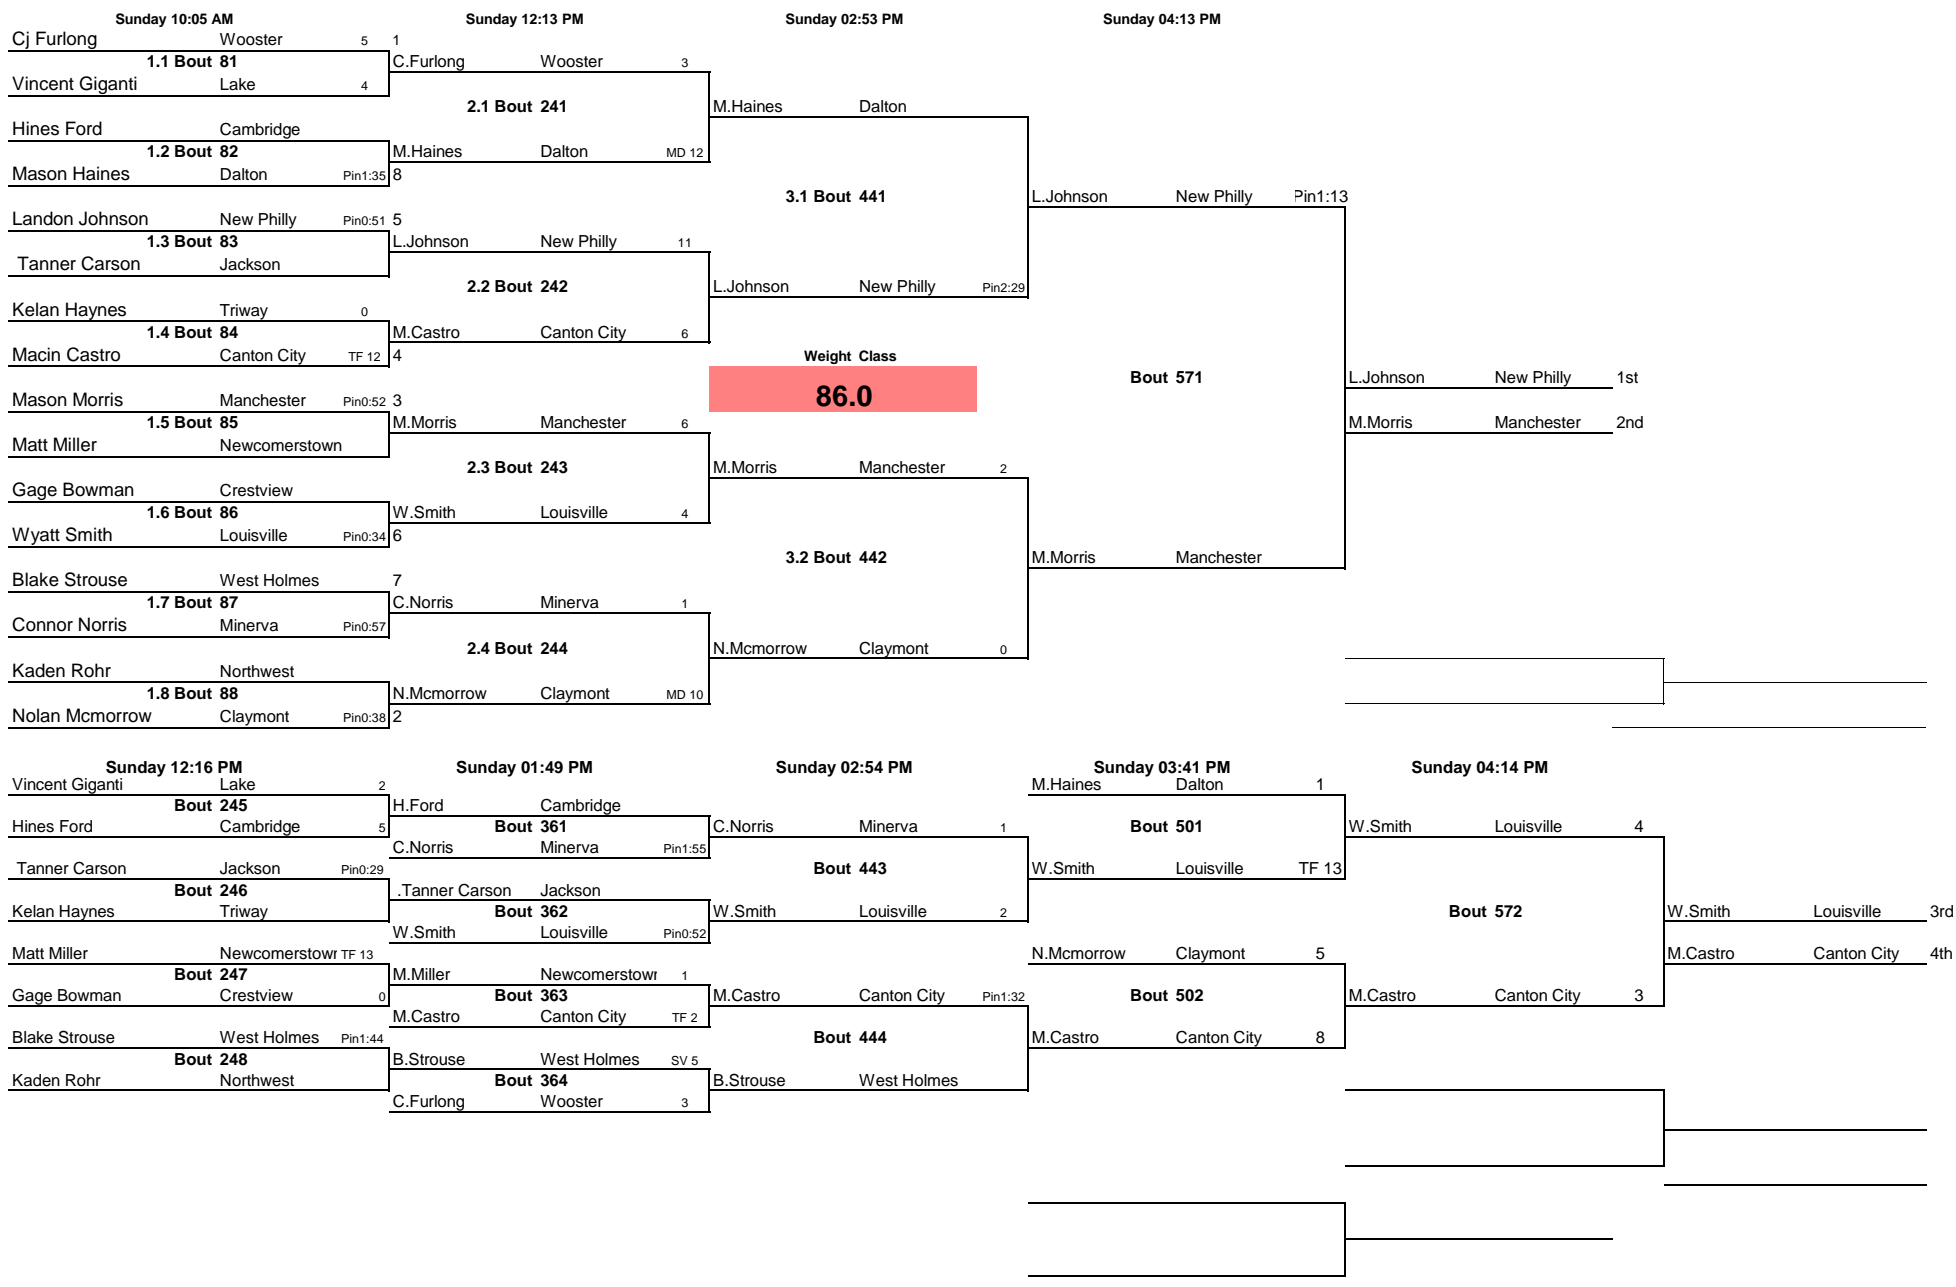 Sunday 10:05 AM Sunday 12:13 PM Sunday 02:53 PM Sunday 04:13 PM
Cj Furlong Wooster 5 1
1.1 Bout 81 C.Furlong Wooster 3
Vincent Giganti Lake 4
2.1 Bout 241 M.Haines Dalton
Hines Ford Cambridge
1.2 Bout 82 M.Haines Dalton MD 12
Mason Haines Dalton Pin1:35 8
3.1 Bout 441 L.Johnson New Philly Pin1:13
Landon Johnson New Philly Pin0:51 5
1.3 Bout 83 L.Johnson New Philly 11
Tanner Carson Jackson
2.2 Bout 242 L.Johnson New Philly Pin2:29
Kelan Haynes Triway 0
1.4 Bout 84 M.Castro Canton City 6
Macin Castro Canton City TF 12 4 Weight Class
Bout 571 L.Johnson New Philly 1st
Mason Morris Manchester Pin0:52 3 86.0
1.5 Bout 85 M.Morris Manchester 6 M.Morris Manchester 2nd
Matt Miller Newcomerstown
2.3 Bout 243 M.Morris Manchester 2
Gage Bowman Crestview
1.6 Bout 86 W.Smith Louisville 4
Wyatt Smith Louisville Pin0:34 6
3.2 Bout 442 M.Morris Manchester
Blake Strouse West Holmes 7
1.7 Bout 87 C.Norris Minerva 1
Connor Norris Minerva Pin0:57
2.4 Bout 244 N.Mcmorrow Claymont 0
Kaden Rohr Northwest
1.8 Bout 88 N.Mcmorrow Claymont MD 10
Nolan Mcmorrow Claymont Pin0:38 2
Sunday 12:16 PM Sunday 01:49 PM Sunday 02:54 PM Sunday 03:41 PM Sunday 04:14 PM
Vincent Giganti Lake 2 M.Haines Dalton 1
Bout 245 H.Ford Cambridge
Hines Ford Cambridge 5 Bout 361 C.Norris Minerva 1 Bout 501 W.Smith Louisville 4
C.Norris Minerva Pin1:55
Tanner Carson Jackson Pin0:29 Bout 443 W.Smith Louisville TF 13
Bout 246 .Tanner Carson Jackson
Kelan Haynes Triway Bout 362 W.Smith Louisville 2 Bout 572 W.Smith Louisville 3rd
W.Smith Louisville Pin0:52
Matt Miller Newcomerstowr TF 13 N.Mcmorrow Claymont 5 M.Castro Canton City 4th
Bout 247 M.Miller Newcomerstowr 1
Gage Bowman Crestview 0 Bout 363 M.Castro Canton City Pin1:32 Bout 502 M.Castro Canton City 3
M.Castro Canton City TF 2
Blake Strouse West Holmes Pin1:44 Bout 444 M.Castro Canton City 8
Bout 248 B.Strouse West Holmes SV 5
Kaden Rohr Northwest Bout 364 B.Strouse West Holmes
C.Furlong Wooster 3